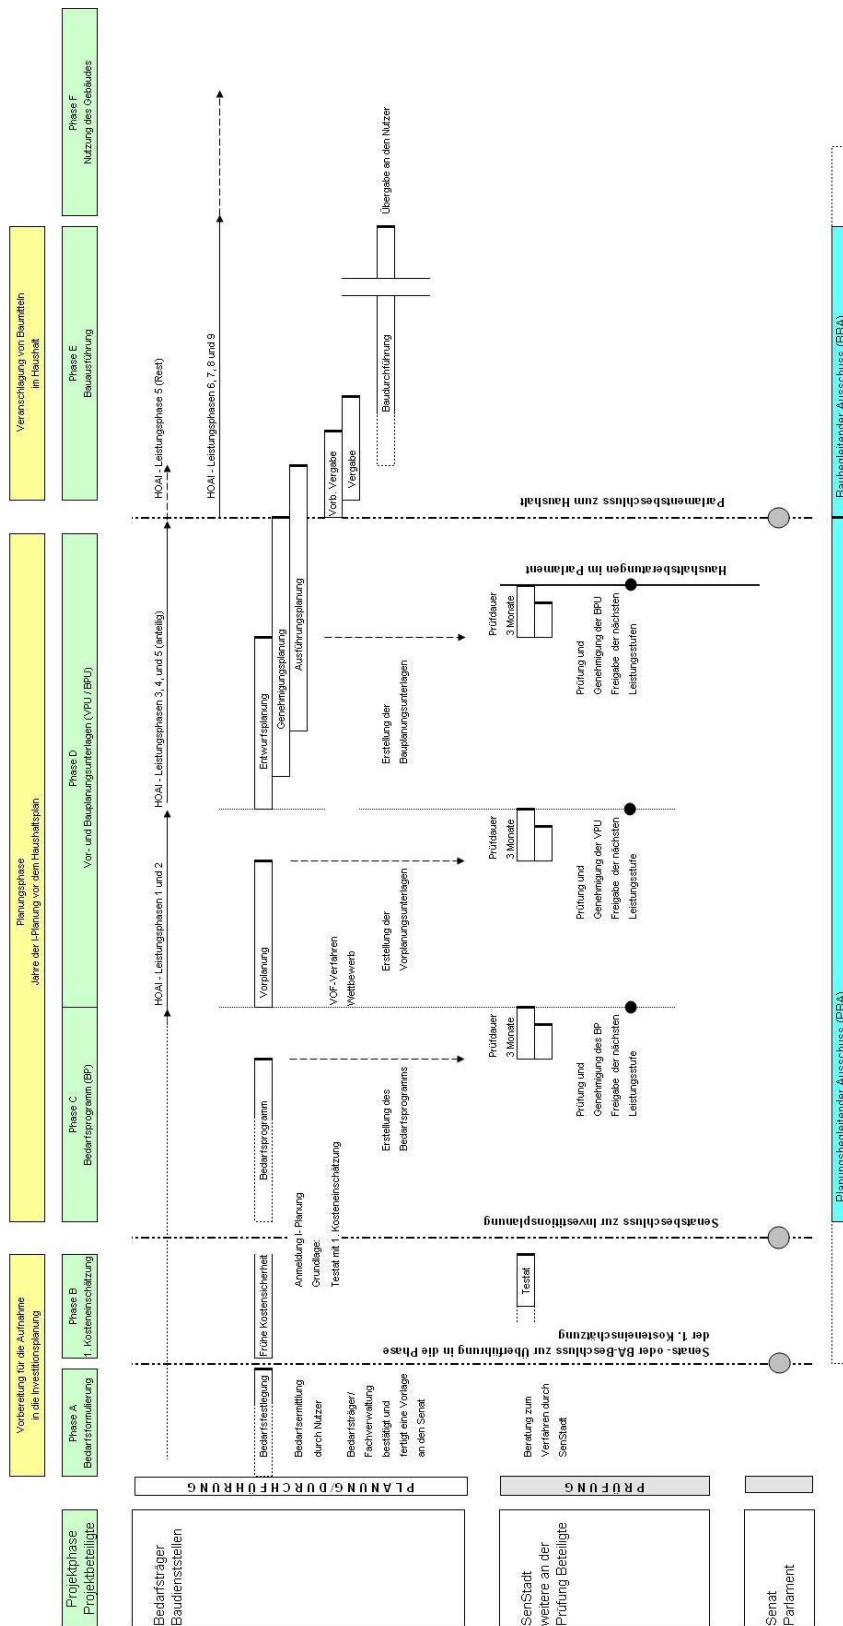 Projektphase
Projektbeteiligte
Vorbereitung für die Aufnahme
in die Investitionsplanung
Planungsphase
Jahre der I-Planung vor dem Haushaltsplan
Veranschlagung von Baumitteln
im Haushalt
Phase A
Bedarfsformulierung
Phase B
1. Kosteneinschätzung
Phase C
Bedarfsprogramm (BP)
Phase D
Vor- und Bauplanungsunterlagen (VPU / BPU)
Phase E
Bauausführung
Phase F
Nutzung des Gebäudes
Bedarfsträger
Baudienststellen
PLANUNG/DURCHFÜHRUNG
HOAI - Leistungsphasen 1 und 2
HOAI - Leistungsphasen 3, 4, und 5 (anteilig)
HOAI - Leistungsphase 5 (Rest)
HOAI - Leistungsphasen 6, 7, 8 und 9
Bedarfsfestlegung
Frühe Kostensicherheit
Bedarfsprogramm
Vorplanung
Entwurfsplanung
Genehmigungsplanung
Ausführungsplanung
Vorb. Vergabe
Vergabe
Baudurchführung
Übergabe an den Nutzer
Bedarfsermittlung
durch Nutzer
Bedarfsträger/
Fachverwaltung
bestätigt und
fertigt eine Vorlage
an den Senat
Anmeldung I- Planung
Grundlage:
Testat mit 1. Kosteneinschätzung
Erstellung des
Bedarfsprogramms
VOF-Verfahren
Wettbewerb
Erstellung der
Vorplanungsunterlagen
Erstellung der
Bauplanungsunterlagen
Senats- oder BA-Beschluss zur Überführung in die Phase
der 1. Kosteneinschätzung
Senatsbeschluss zur Investitionsplanung
Haushaltsberatungen im Parlament
Parlamentsbeschluss zum Haushalt
SenStadt
weitere an der
Prüfung Beteiligte
PRÜFUNG
Beratung zum
Verfahren durch
SenStadt
Testat
Prüfdauer
3 Monate
Prüfung und
Genehmigung des BP
Freigabe der nächsten
Leistungsstufe
Prüfdauer
3 Monate
Prüfung und
Genehmigung der VPU
Freigabe der nächsten
Leistungsstufe
Prüfdauer
3 Monate
Prüfung und
Genehmigung der BPU
Freigabe der nächsten
Leistungsstufen
Senat
Parlament
Planungsbegleitender Ausschuss (PBA)
Baubegleitender Ausschuss (BBA)